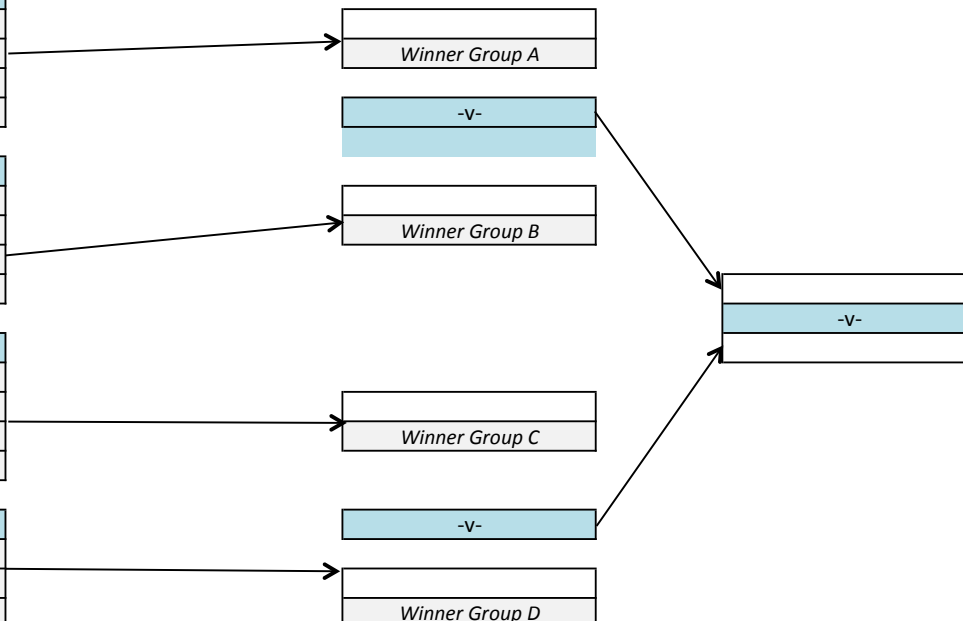 Winner Group A
-v-
Winner Group B
-v-
Winner Group C
-v-
Winner Group D